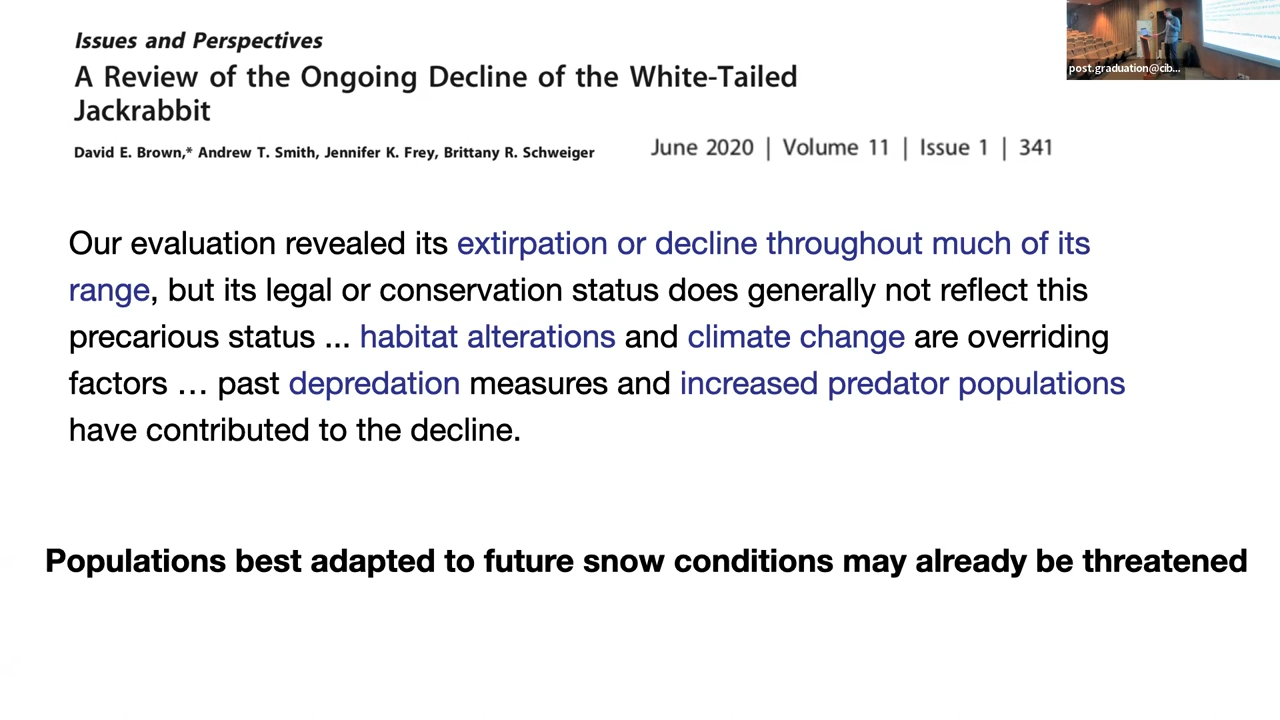 Issues and Perspectives
A Review of the Ongoing Decline of the White-Tailed
Jackrabbit
David E. Brown,* Andrew T. Smith, Jennifer K. Frey, Brittany R. Schweiger
June 2020 | Volume 11 | Issue 1 | 341
post.graduation@cib...
Our evaluation revealed its extirpation or decline throughout much of its
range, but its legal or conservation status does generally not reflect this
precarious status ... habitat alterations and climate change are overriding
factors ... past depredation measures and increased predator populations
have contributed to the decline.
Populations best adapted to future snow conditions may already be threatened